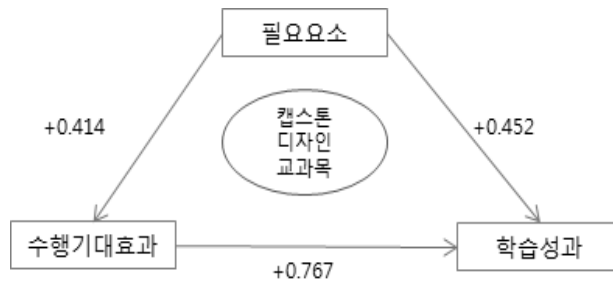 필요요소
+0.414
캡스톤
디자인
교과목
+0.452
수행기대효과
학습성과
+0.767